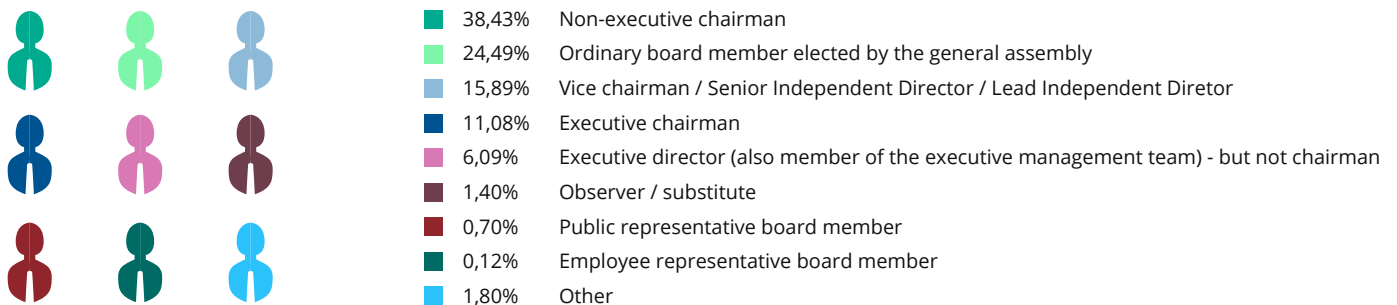 38,43% Non-executive chairman
24,49% Ordinary board member elected by the general assembly
15,89% Vice chairman / Senior Independent Director / Lead Independent Diretor
11,08% Executive chairman
6,09% Executive director (also member of the executive management team) - but not chairman
1,40% Observer / substitute
0,70% Public representative board member
0,12% Employee representative board member
1,80% Other